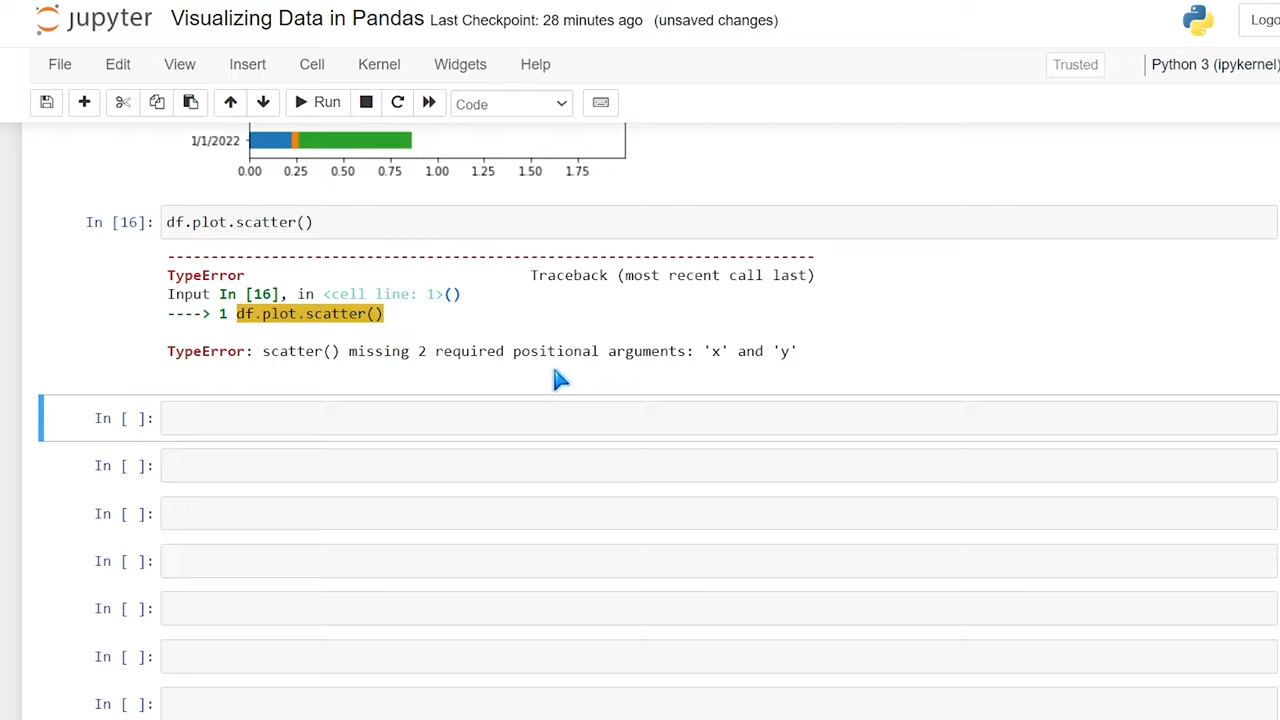 jupyter Visualizing Data in Pandas Last Checkpoint: 28 minutes ago (unsaved changes)
File Edit View Insert Cell Kernel Widgets Help Trusted Python 3 (ipykernel)
Run Code
1/1/2022
0.00 0.25 0.50 0.75 1.00 1.25 1.50 1.75
In [16]: df.plot.scatter()
---------------------------------------------------------------------------
TypeError Traceback (most recent call last)
Input In [16], in <cell line: 1>()
----> 1 df.plot.scatter()
TypeError: scatter() missing 2 required positional arguments: 'x' and 'y'
In [ ]:
In [ ]:
In [ ]:
In [ ]:
In [ ]:
In [ ]:
In [ ]: